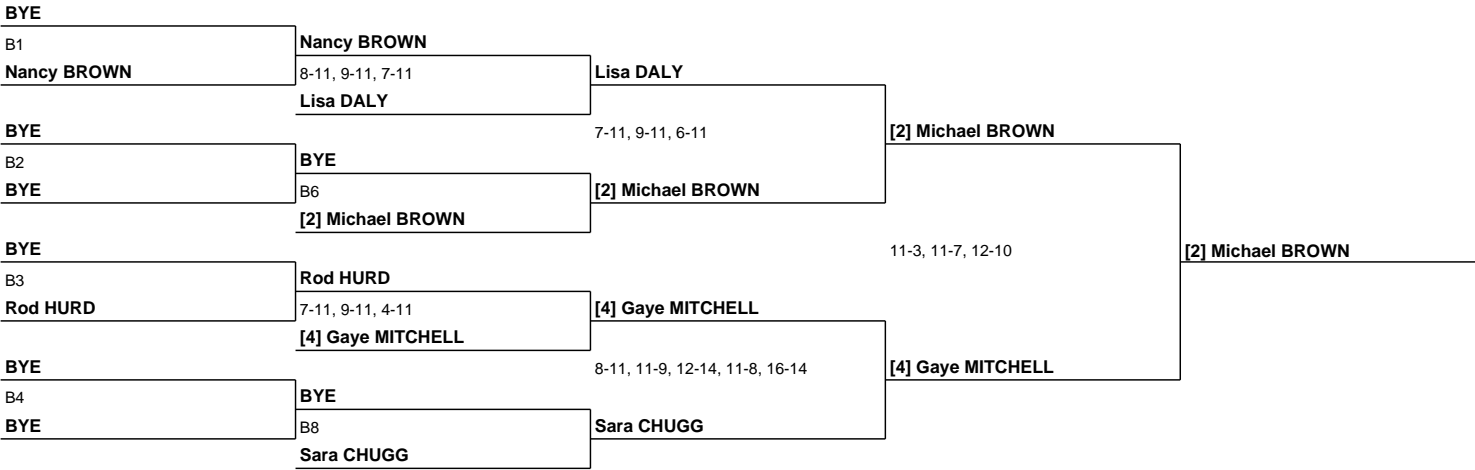 BYE
B1
Nancy BROWN
Nancy BROWN
8-11, 9-11, 7-11
Lisa DALY
Lisa DALY
BYE
B2
BYE
BYE
B6
[2] Michael BROWN
7-11, 9-11, 6-11
[2] Michael BROWN
[2] Michael BROWN
BYE
B3
Rod HURD
Rod HURD
7-11, 9-11, 4-11
[4] Gaye MITCHELL
[4] Gaye MITCHELL
11-3, 11-7, 12-10
[2] Michael BROWN
BYE
B4
BYE
BYE
B8
Sara CHUGG
8-11, 11-9, 12-14, 11-8, 16-14
Sara CHUGG
[4] Gaye MITCHELL